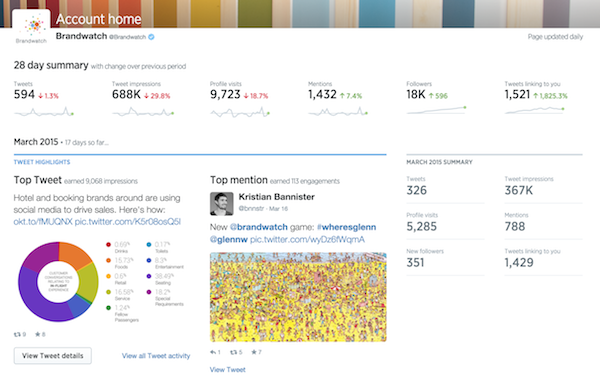 Account home
Brandwatch @Brandwatch
Page updated daily
Brandwatch
28 day summary with change over previous period
Tweets
594 ↓1.3%
Tweet impressions
688K ↓29.8%
Profile visits
9,723 ↓18.7%
Mentions
1,432 ↑7.4%
Followers
18K ↑596
Tweets linking to you
1,521 ↑1,825.3%
March 2015 • 17 days so far...
TWEET HIGHLIGHTS
Top Tweet earned 9,068 impressions
Hotel and booking brands around are using
social media to drive sales. Here's how:
okt.to/fMUQNX pic.twitter.com/K5r08osQ5l
CUSTOMER
CONVERSATIONS
RELATING TO
IN-FLIGHT
EXPERIENCE
0.69%
Drinks
15.73%
Foods
0.6%
Rates
16.58%
Service
1.24%
Fellow
Passengers
0.17%
Toilets
8.3%
Entertainment
38.49%
Seating
18.2%
Special
Requirements
9
8
View Tweet details
View all Tweet activity
Top mention earned 113 engagements
Kristian Bannister
@bnnstr · Mar 16
New @brandwatch game: #wheresglenn
@glennw pic.twitter.com/wyDz6fWqmA
1
5
7
View Tweet
MARCH 2015 SUMMARY
Tweets
326
Tweet impressions
367K
Profile visits
5,285
Mentions
788
New followers
351
Tweets linking to you
1,429